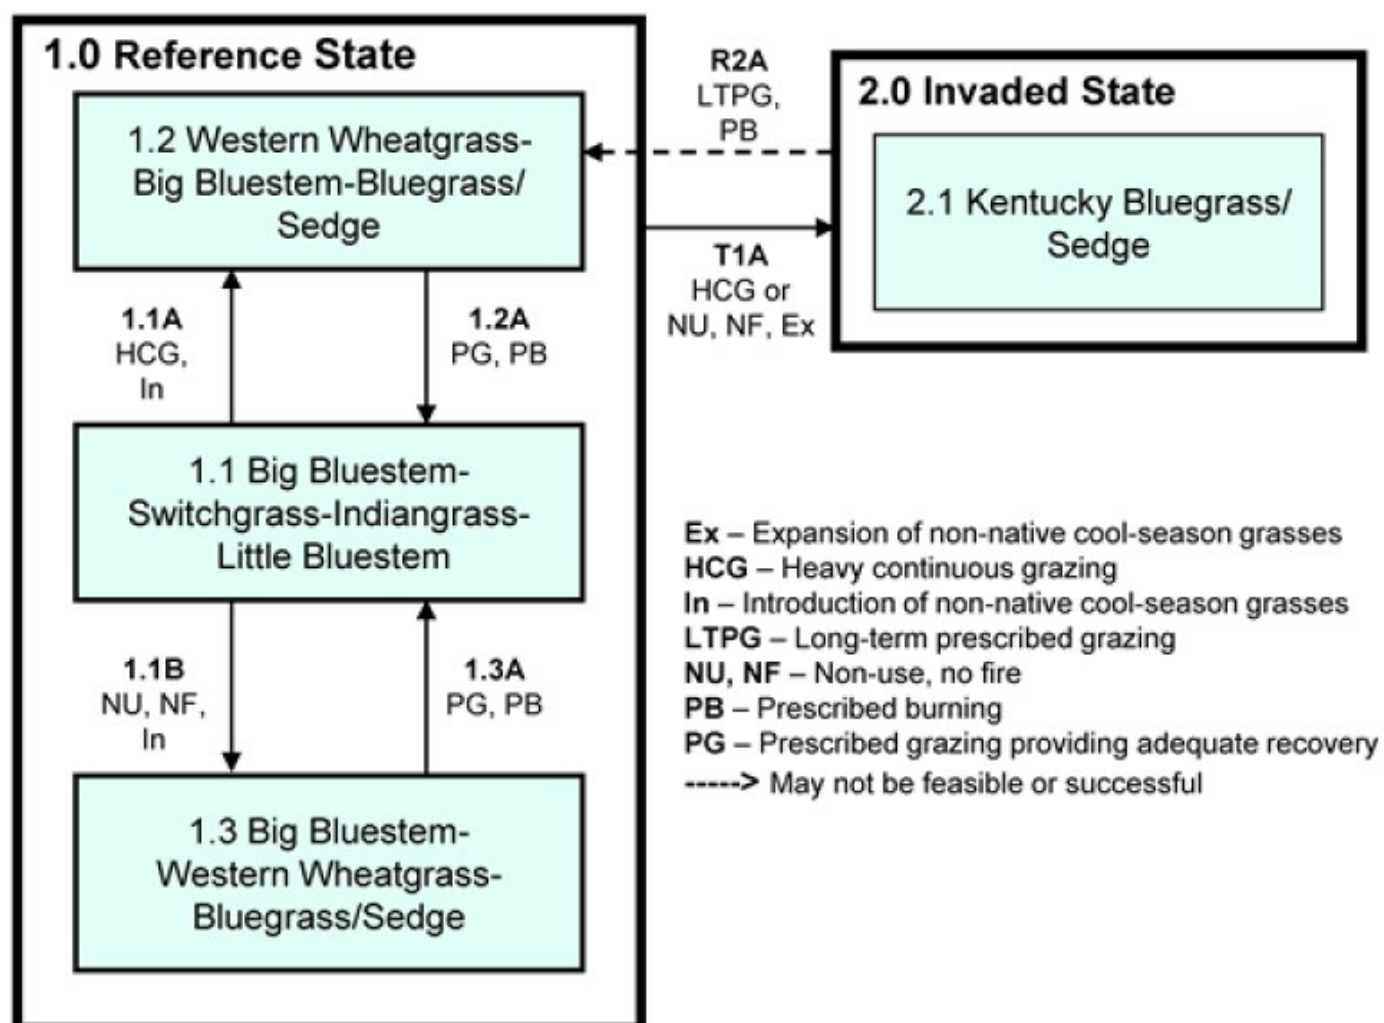 1.0 Reference State
1.2 Western Wheatgrass-
Big Bluestem-Bluegrass/
Sedge
1.1A
HCG,
In
1.2A
PG, PB
1.1 Big Bluestem-
Switchgrass-Indiangrass-
Little Bluestem
1.1B
NU, NF,
In
1.3A
PG, PB
1.3 Big Bluestem-
Western Wheatgrass-
Bluegrass/Sedge
R2A
LTPG,
PB
T1A
HCG or
NU, NF, Ex
2.0 Invaded State
2.1 Kentucky Bluegrass/
Sedge
Ex – Expansion of non-native cool-season grasses
HCG – Heavy continuous grazing
In – Introduction of non-native cool-season grasses
LTPG – Long-term prescribed grazing
NU, NF – Non-use, no fire
PB – Prescribed burning
PG – Prescribed grazing providing adequate recovery
-----> May not be feasible or successful